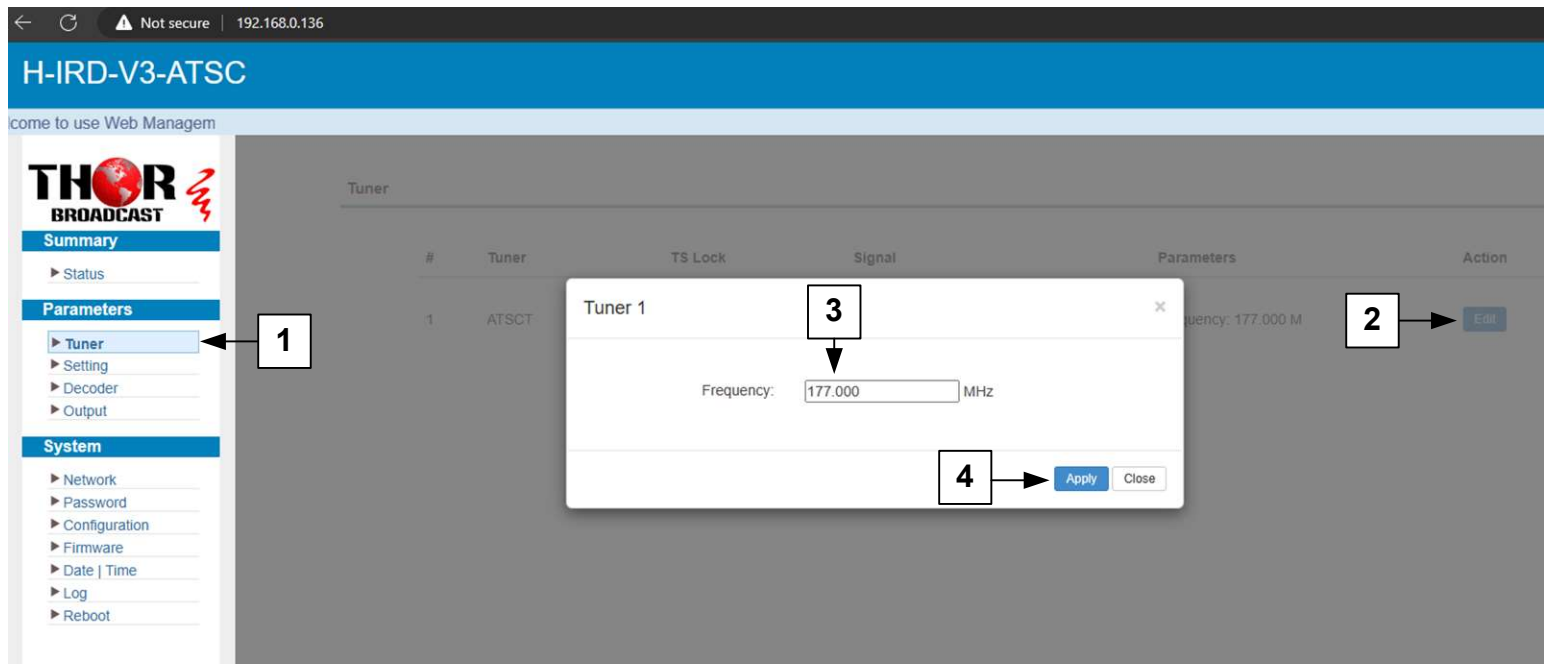 Not secure | 192.168.0.136
H-IRD-V3-ATSC
come to use Web Managem
THOR
BROADCAST
Summary
Status
Parameters
Tuner
Setting
Decoder
Output
System
Network
Password
Configuration
Firmware
Date | Time
Log
Reboot
1
Tuner
# Tuner TS Lock Signal Parameters Action
1 ATSCT quency: 177.000 M Edit
2
Tuner 1 ×
3
Frequency: 177.000 MHz
4
Apply Close